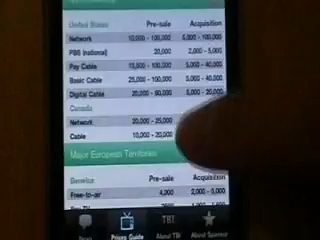 United States Pre-sale Acquisition
Network 10,000 - 100,000 5,000 - 100,000
PBS (national) 20,000 2,000 - 5,000
Pay Cable 5,000 - 40,000
Basic Cable 25,000 - 100,000 5,000 - 40,000
Digital Cable 20,000 - 60,000 5,000 - 20,000
Canada
Network 20,000 - 25,000
Cable 10,000 - 20,000
Major European Territories
Benelux Pre-sale Acquisition
Free-to-air 4,000 2,000 - 5,000
News Prices Guide About TBI About Sponsor
TBI